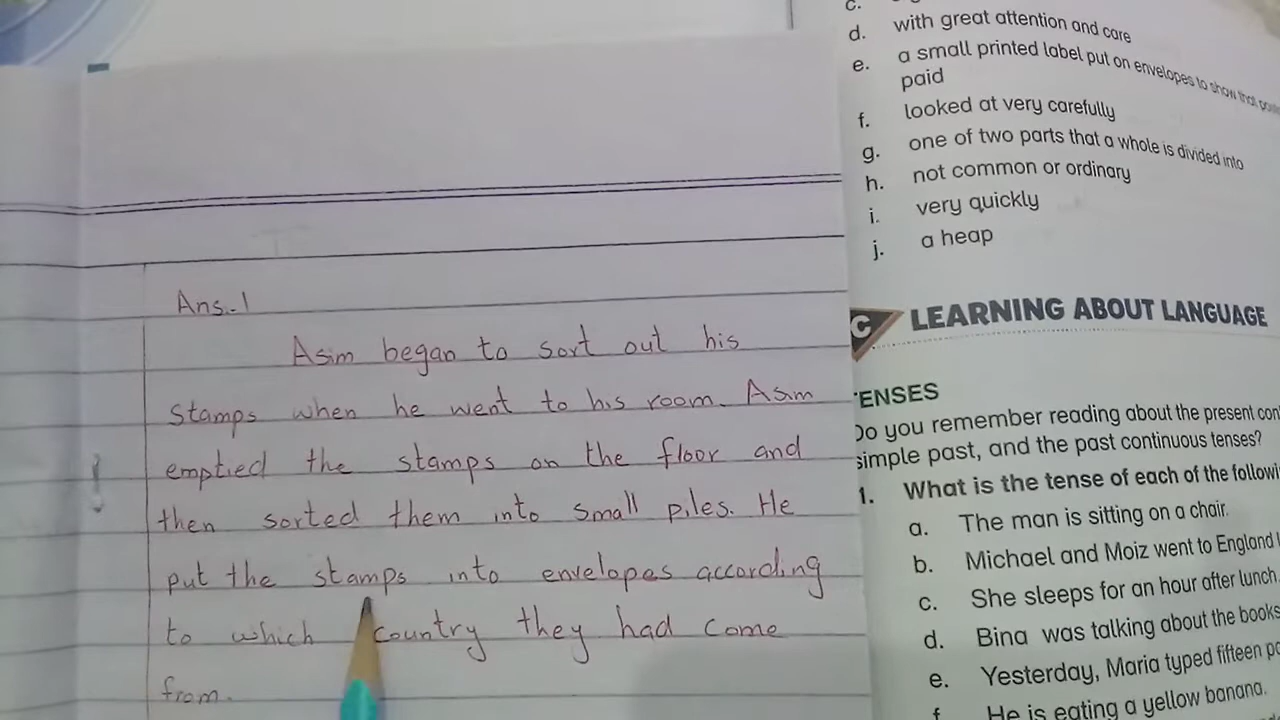 Ans.-1
Asim began to sort out his
stamps when he went to his room. Asim
emptied the stamps on the floor and
then sorted them into small piles. He
put the stamps into envelopes according
to which country they had come
from.
c.
d. with great attention and care
e. a small printed label put on envelopes to show that
paid
f. looked at very carefully
g. one of two parts that a whole is divided into
h. not common or ordinary
i. very quickly
j. a heap
C LEARNING ABOUT LANGUAGE
ENSES
Do you remember reading about the present con
simple past, and the past continuous tenses?
1. What is the tense of each of the followi
a. The man is sitting on a chair.
b. Michael and Moiz went to England
c. She sleeps for an hour after lunch.
d. Bina was talking about the books
e. Yesterday, Maria typed fifteen
f. He is eating a yellow banana.